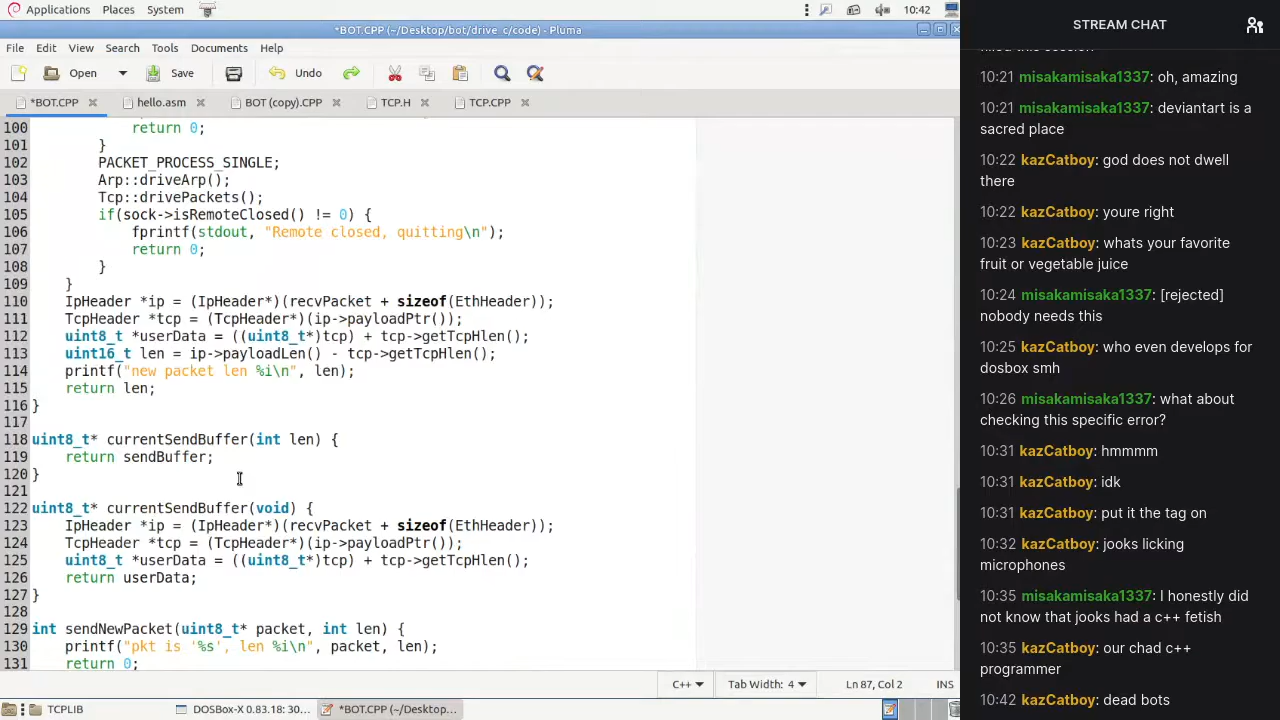 Applications Places System 10:42
*BOT.CPP (~/Desktop/bot/drive_c/code) - Pluma
File Edit View Search Tools Documents Help
Open Save Undo
*BOT.CPP hello.asm BOT (copy).CPP TCP.H TCP.CPP
100 return 0;
101 }
102 PACKET_PROCESS_SINGLE;
103 Arp::driveArp();
104 Tcp::drivePackets();
105 if(sock->isRemoteClosed() != 0) {
106 fprintf(stdout, "Remote closed, quitting\n");
107 return 0;
108 }
109 }
110 IpHeader *ip = (IpHeader*)(recvPacket + sizeof(EthHeader));
111 TcpHeader *tcp = (TcpHeader*)(ip->payloadPtr());
112 uint8_t *userData = ((uint8_t*)tcp) + tcp->getTcpHlen();
113 uint16_t len = ip->payloadLen() - tcp->getTcpHlen();
114 printf("new packet len %i\n", len);
115 return len;
116 }
117
118 uint8_t* currentSendBuffer(int len) {
119 return sendBuffer;
120 }
121
122 uint8_t* currentSendBuffer(void) {
123 IpHeader *ip = (IpHeader*)(recvPacket + sizeof(EthHeader));
124 TcpHeader *tcp = (TcpHeader*)(ip->payloadPtr());
125 uint8_t *userData = ((uint8_t*)tcp) + tcp->getTcpHlen();
126 return userData;
127 }
128
129 int sendNewPacket(uint8_t* packet, int len) {
130 printf("pkt is '%s', len %i\n", packet, len);
131 return 0;
C++ Tab Width: 4 Ln 87, Col 2 INS
TCPLIB DOSBox-X 0.83.18: 30... *BOT.CPP (~/Desktop...
STREAM CHAT
10:21 misakamisaka1337: oh, amazing
10:21 misakamisaka1337: deviantart is a
sacred place
10:22 kazCatboy: god does not dwell
there
10:22 kazCatboy: youre right
10:23 kazCatboy: whats your favorite
fruit or vegetable juice
10:24 misakamisaka1337: [rejected]
nobody needs this
10:25 kazCatboy: who even develops for
dosbox smh
10:26 misakamisaka1337: what about
checking this specific error?
10:31 kazCatboy: hmmmm
10:31 kazCatboy: idk
10:31 kazCatboy: put it the tag on
10:32 kazCatboy: jooks licking
microphones
10:35 misakamisaka1337: I honestly did
not know that jooks had a c++ fetish
10:35 kazCatboy: our chad c++
programmer
10:42 kazCatboy: dead bots